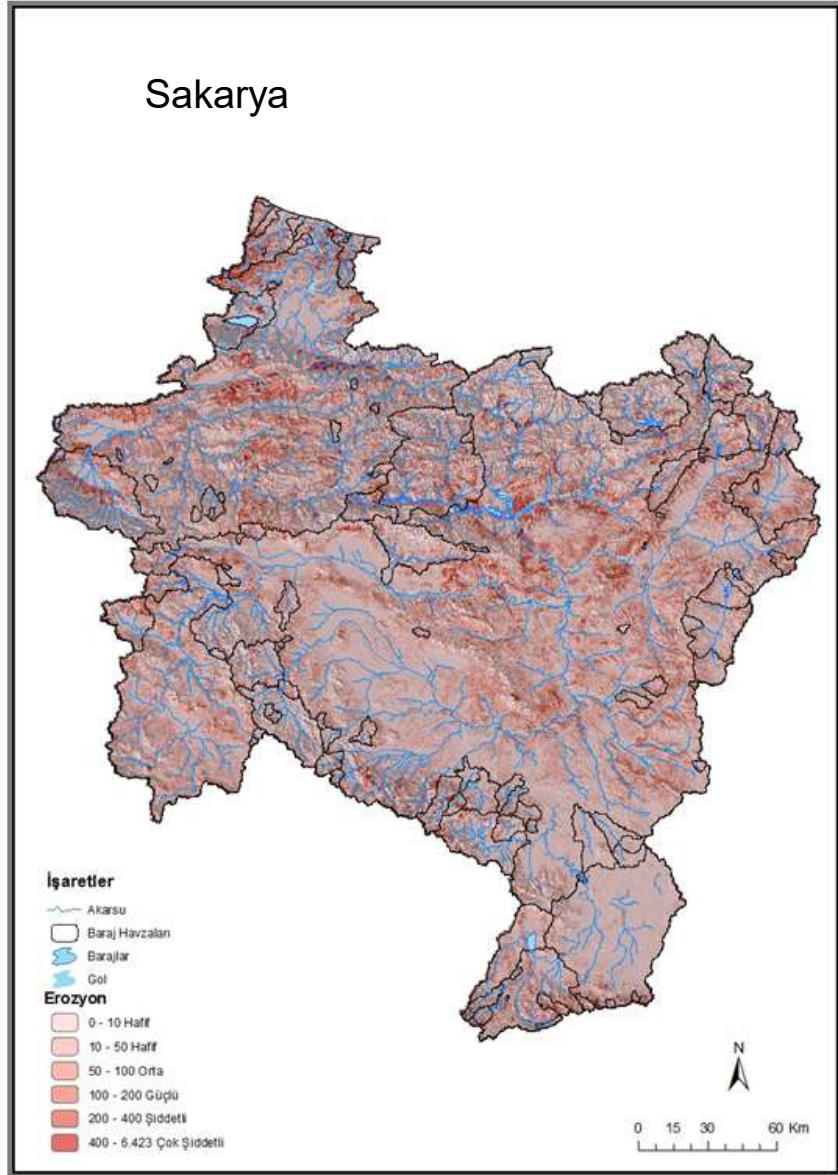 Sakarya
İşaretler
Akarsu
Baraj Havzaları
Barajlar
Gol
Erozyon
0 - 10 Hafif
10 - 50 Hafif
50 - 100 Orta
100 - 200 Güçlü
200 - 400 Şiddetli
400 - 6.423 Çok Şiddetli
N
0 15 30 60 Km